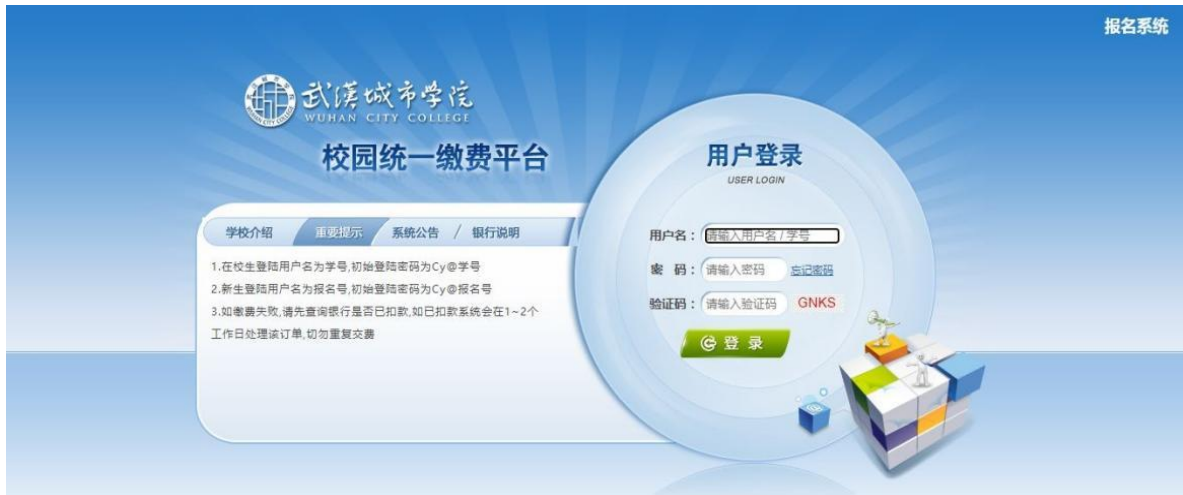 报名系统
武漢城市学院
WUHAN CITY COLLEGE
校园统一缴费平台
用户登录
USER LOGIN
学校介绍 重要提示 系统公告 / 银行说明
用户名： 请输入用户名 / 学号
密 码： 请输入密码 忘记密码
验证码： 请输入验证码 GNKS
登 录
1.在校生登陆用户名为学号,初始登陆密码为Cy@学号
2.新生登陆用户名为报名号,初始登陆密码为Cy@报名号
3.如缴费失败,请先查询银行是否已扣款,如已扣款系统会在1~2个
工作日处理该订单,切勿重复交费